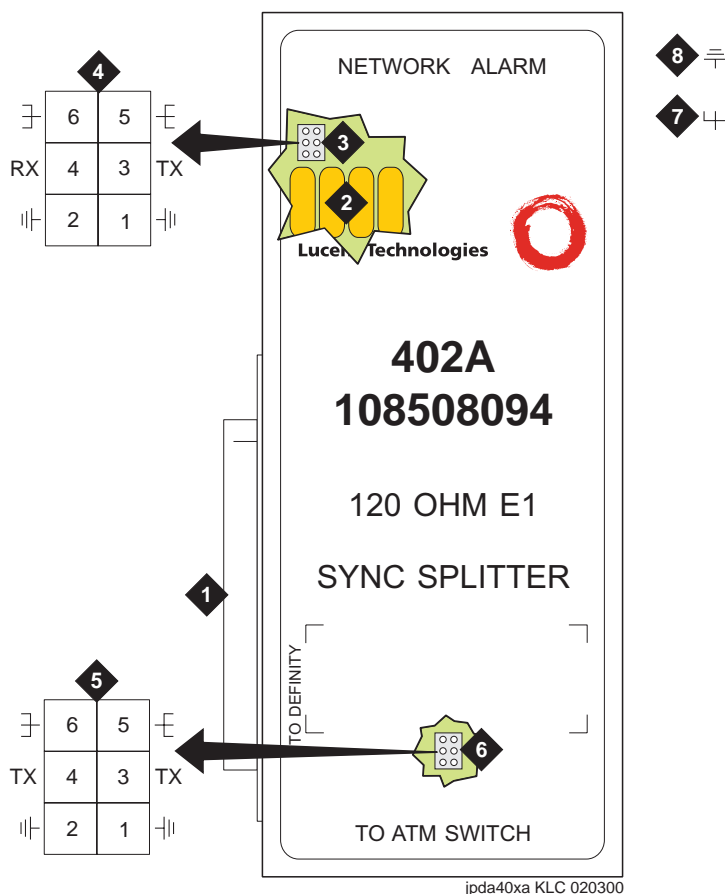 NETWORK ALARM
8
4
7
6 5
3
RX 4 3 TX
2 1
2
Technologies
402A
108508094
120 OHM E1
SYNC SPLITTER
1
TO DEFINITY
5
6 5
6
TX 4 3 TX
2 1
TO ATM SWITCH
jpda40xa KLC 020300